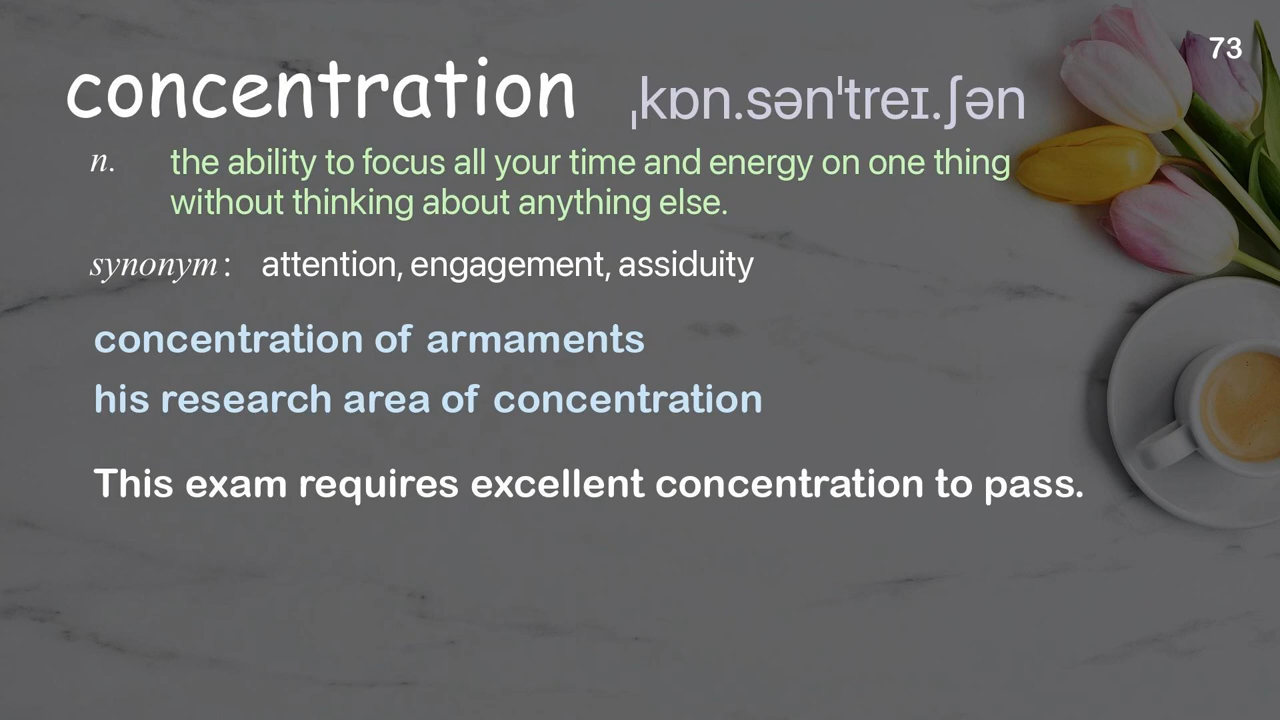 73
concentration ˌkɒn.sənˈtreɪ.ʃən
n. the ability to focus all your time and energy on one thing
without thinking about anything else.
synonym : attention, engagement, assiduity
concentration of armaments
his research area of concentration
This exam requires excellent concentration to pass.